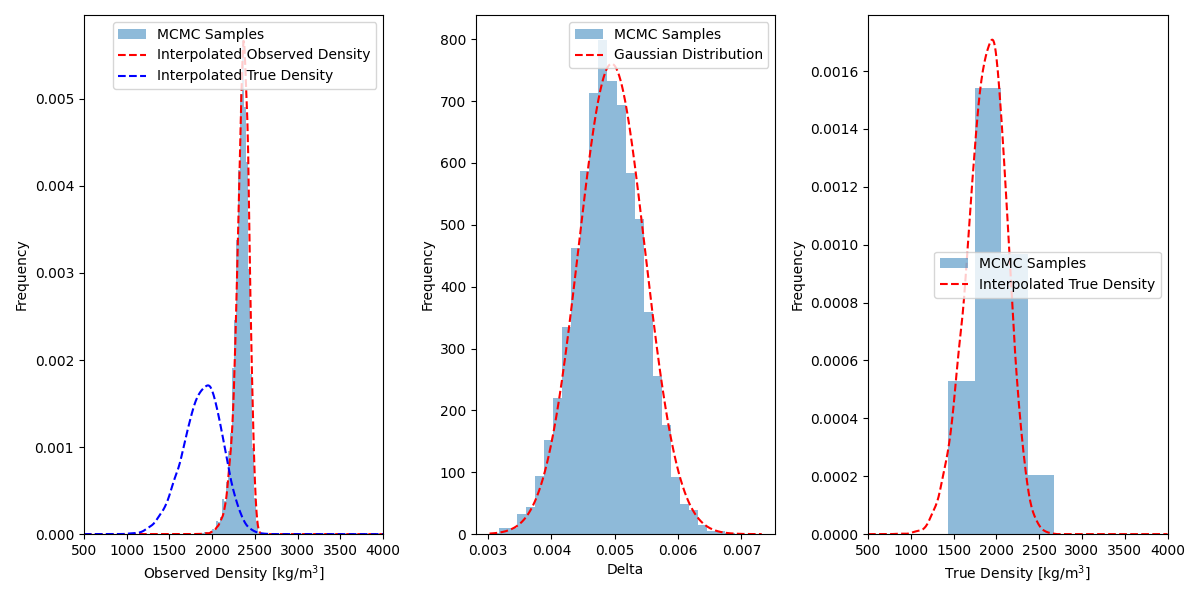 MCMC Samples
Interpolated Observed Density
Interpolated True Density
0.005
0.004
0.003
0.002
0.001
0.000
Frequency
500 1000 1500 2000 2500 3000 3500 4000
Observed Density [kg/m³]
MCMC Samples
Gaussian Distribution
800
700
600
500
400
300
200
100
0
Frequency
0.003 0.004 0.005 0.006 0.007
Delta
MCMC Samples
Interpolated True Density
0.0016
0.0014
0.0012
0.0010
0.0008
0.0006
0.0004
0.0002
0.0000
Frequency
500 1000 1500 2000 2500 3000 3500 4000
True Density [kg/m³]